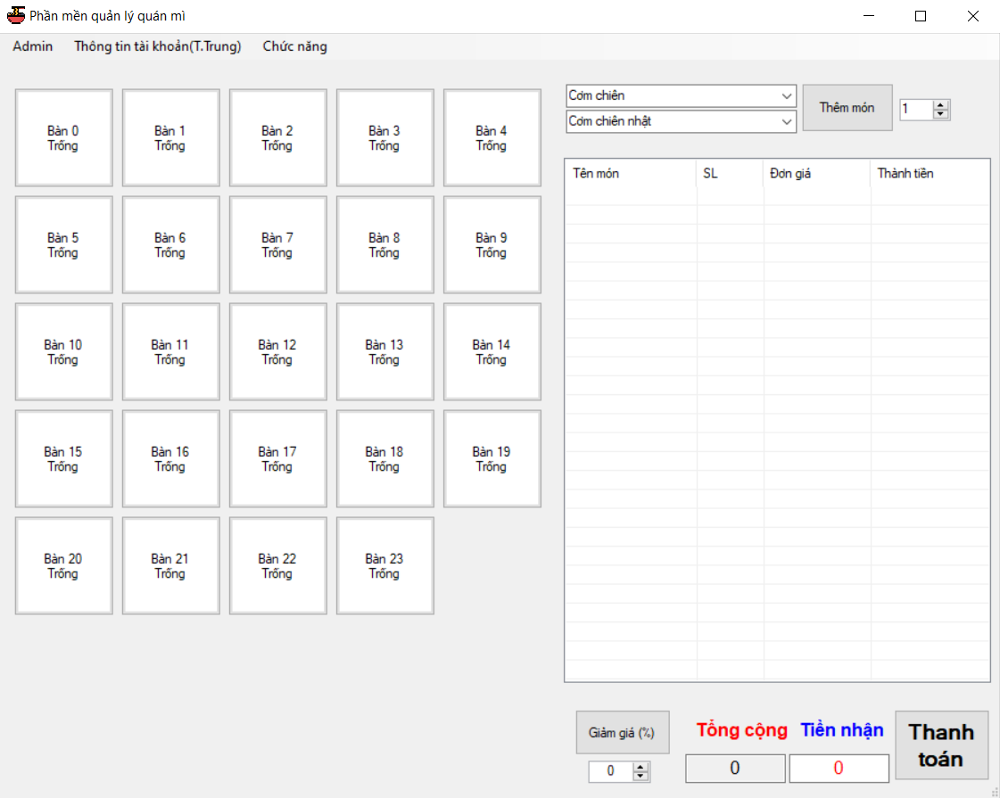 Phần mền quản lý quán mì
Admin Thông tin tài khoản(T.Trung) Chức năng
Bàn 0
Trống
Bàn 1
Trống
Bàn 2
Trống
Bàn 3
Trống
Bàn 4
Trống
Bàn 5
Trống
Bàn 6
Trống
Bàn 7
Trống
Bàn 8
Trống
Bàn 9
Trống
Bàn 10
Trống
Bàn 11
Trống
Bàn 12
Trống
Bàn 13
Trống
Bàn 14
Trống
Bàn 15
Trống
Bàn 16
Trống
Bàn 17
Trống
Bàn 18
Trống
Bàn 19
Trống
Bàn 20
Trống
Bàn 21
Trống
Bàn 22
Trống
Bàn 23
Trống
Cơm chiên
Cơm chiên nhật
Thêm món
1
Tên món SL Đơn giá Thành tiền
Giảm giá (%)
0
Tổng cộng
0
Tiền nhận
0
Thanh
toán